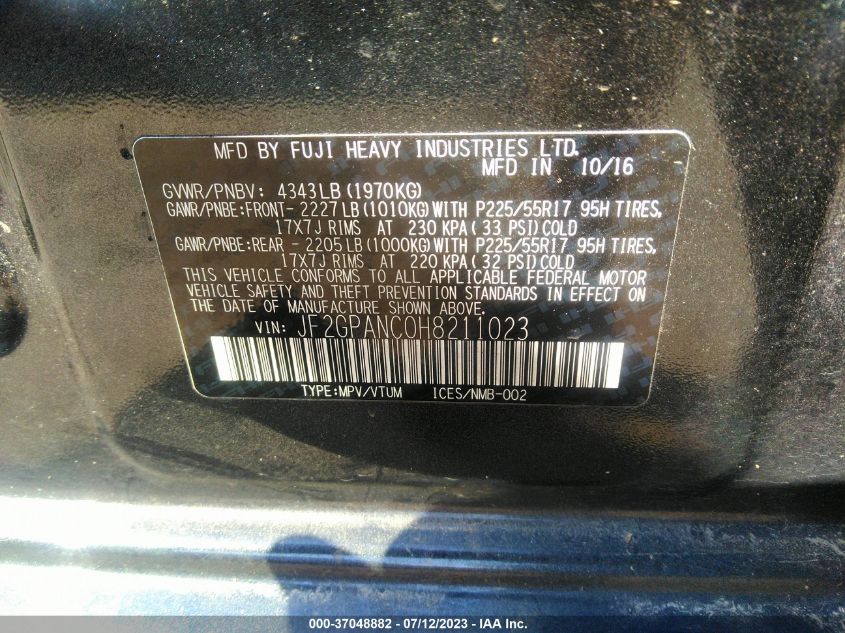 MFD BY FUJI HEAVY INDUSTRIES LTD.
MFD IN 10/16
GVWR/PNBV: 4343LB (1970KG)
GAWR/PNBE:FRONT- 2227LB (1010KG) WITH P225/55R17 95H TIRES,
17X7J RIMS AT 230 KPA ( 33 PSI) COLD
GAWR/PNBE:REAR - 2205LB (1000KG) WITH P225/55R17 95H TIRES,
17X7J RIMS AT 220 KPA ( 32 PSI) COLD
THIS VEHICLE CONFORMS TO ALL APPLICABLE FEDERAL MOTOR
VEHICLE SAFETY AND THEFT PREVENTION STANDARDS IN EFFECT ON
THE DATE OF MANUFACTURE SHOWN ABOVE.
VIN: JF2GPANC0H8211023
TYPE:MPV/VTUM ICES/NMB-002
000-37048882 - 07/12/2023 - IAA Inc.